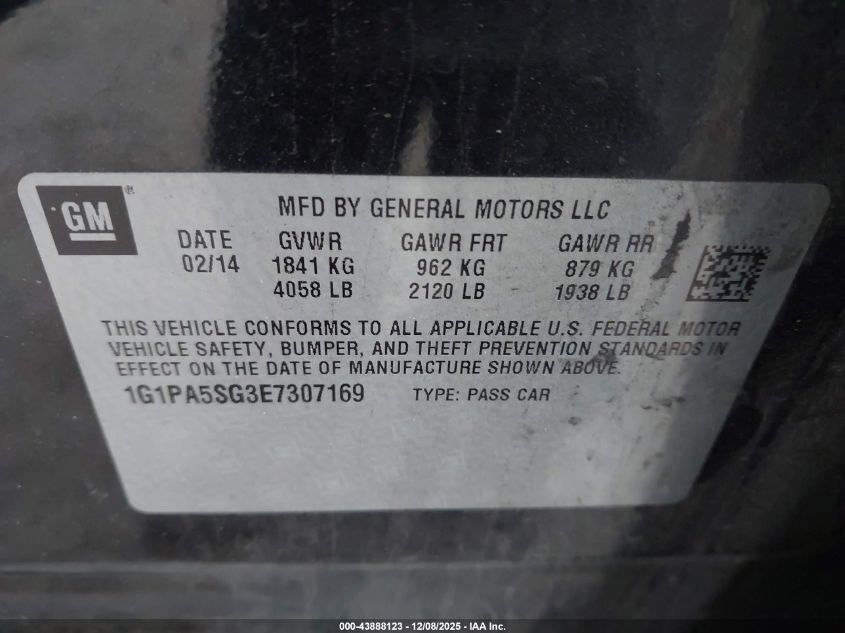 GM ®
MFD BY GENERAL MOTORS LLC
DATE GVWR GAWR FRT GAWR RR
02/14 1841 KG 962 KG 879 KG
4058 LB 2120 LB 1938 LB
THIS VEHICLE CONFORMS TO ALL APPLICABLE U.S. FEDERAL MOTOR
VEHICLE SAFETY, BUMPER, AND THEFT PREVENTION STANDARDS IN
EFFECT ON THE DATE OF MANUFACTURE SHOWN ABOVE.
1G1PA5SG3E7307169 TYPE: PASS CAR
000-43888123 - 12/08/2025 - IAA Inc.